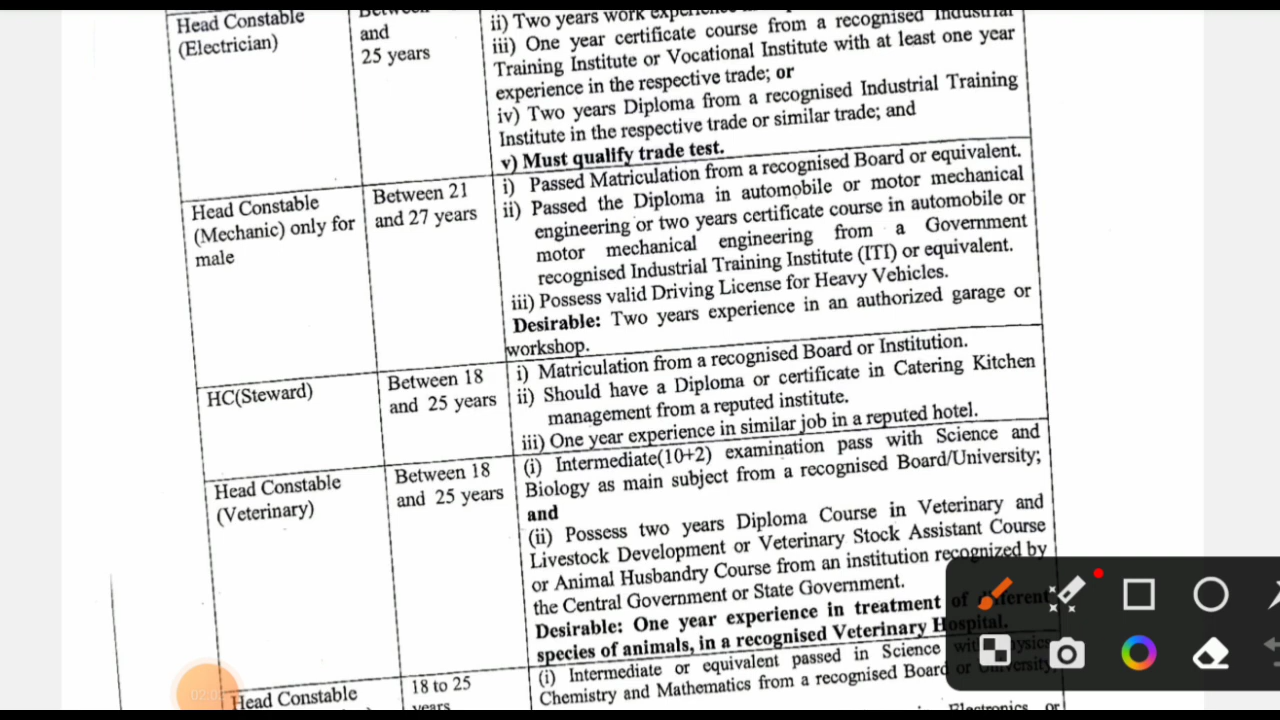 Head Constable
(Electrician)
Between
and
25 years
ii) Two years work
iii) One year certificate course from a recognised Industrial
Training Institute or Vocational Institute with at least one year
experience in the respective trade; or
iv) Two years Diploma from a recognised Industrial Training
Institute in the respective trade or similar trade; and
v) Must qualify trade test.
Head Constable
(Mechanic) only for
male
Between 21
and 27 years
i) Passed Matriculation from a recognised Board or equivalent.
ii) Passed the Diploma in automobile or motor mechanical
engineering or two years certificate course in automobile or
motor mechanical engineering from a Government
recognised Industrial Training Institute (ITI) or equivalent.
iii) Possess valid Driving License for Heavy Vehicles.
Desirable: Two years experience in an authorized garage or
workshop.
HC(Steward)
Between 18
and 25 years
i) Matriculation from a recognised Board or Institution.
ii) Should have a Diploma or certificate in Catering Kitchen
management from a reputed institute.
iii) One year experience in similar job in a reputed hotel.
Head Constable
(Veterinary)
Between 18
and 25 years
(i) Intermediate(10+2) examination pass with Science and
Biology as main subject from a recognised Board/University;
and
(ii) Possess two years Diploma Course in Veterinary and
Livestock Development or Veterinary Stock Assistant Course
or Animal Husbandry Course from an institution recognized by
the Central Government or State Government.
Desirable: One year experience in treatment of different
species of animals, in a recognised Veterinary Hospital.
Head Constable
18 to 25
years
(i) Intermediate or equivalent passed in Science with Physics
Chemistry and Mathematics from a recognised Board or University;
Electronics or